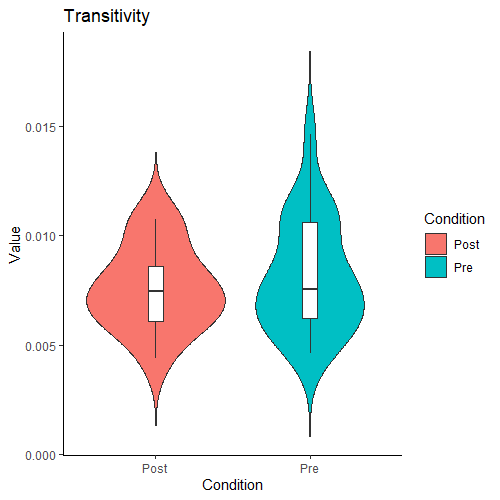 Transitivity
Value
0.015
0.010
0.005
0.000
Post
Pre
Condition
Condition
Post
Pre